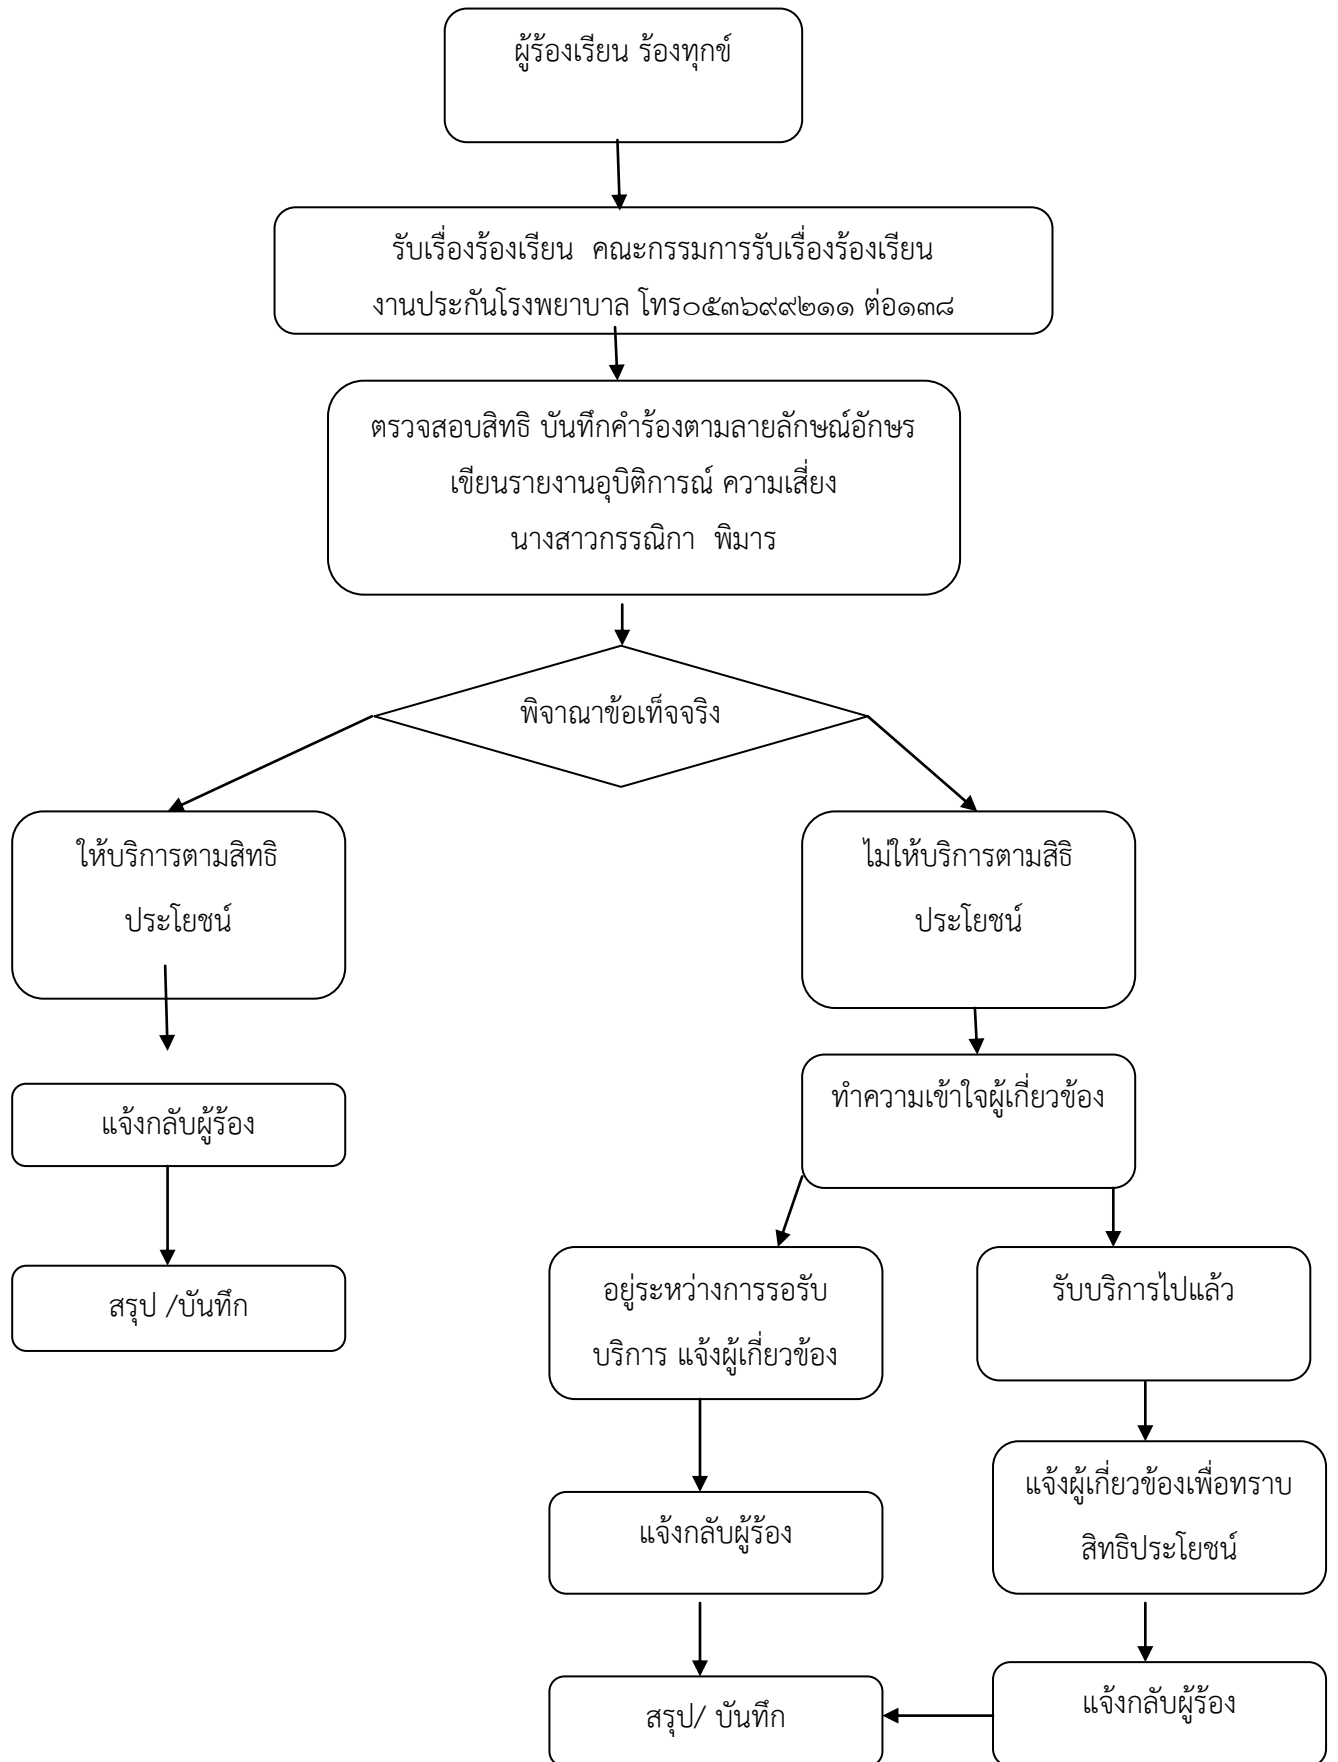 ผู้ร้องเรียน ร้องทุกข์
รับเรื่องร้องเรียน คณะกรรมการรับเรื่องร้องเรียน
งานประกันโรงพยาบาล โทร๐๕๓๖๙๙๒๑๑ ต่อ๑๓๘
ตรวจสอบสิทธิ บันทึกคำร้องตามลายลักษณ์อักษร
เขียนรายงานอุบิติการณ์ ความเสี่ยง
นางสาวกรรณิกา พิมาร
พิจาณาข้อเท็จจริง
ให้บริการตามสิทธิ
ประโยชน์
ไม่ให้บริการตามสิธิ
ประโยชน์
แจ้งกลับผู้ร้อง
สรุป /บันทึก
ทำความเข้าใจผู้เกี่ยวข้อง
อยู่ระหว่างการรอรับ
บริการ แจ้งผู้เกี่ยวข้อง
รับบริการไปแล้ว
แจ้งกลับผู้ร้อง
แจ้งผู้เกี่ยวข้องเพื่อทราบ
สิทธิประโยชน์
สรุป/ บันทึก
แจ้งกลับผู้ร้อง